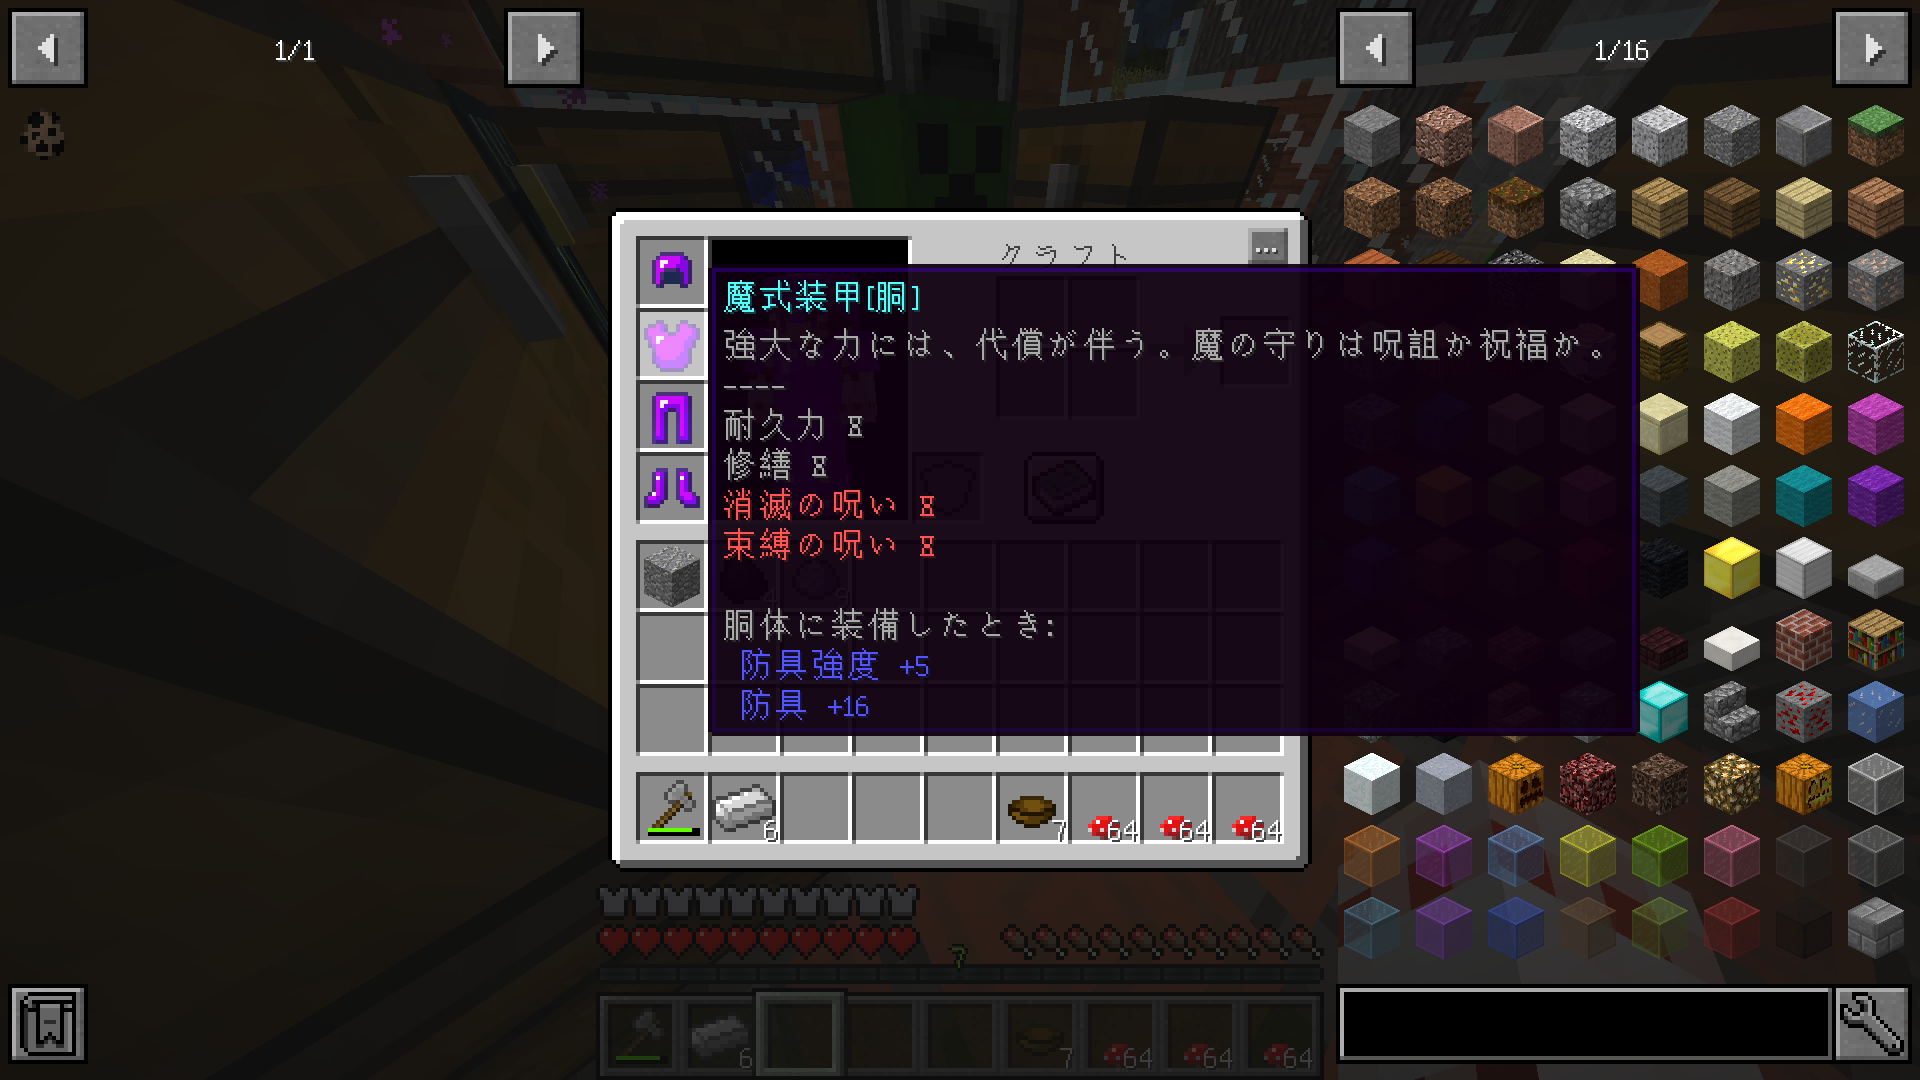 1/1
1/16
クラフト
...
魔式装甲[胴]
強大な力には、代償が伴う。魔の守りは呪詛か祝福か。
----
耐久力 X
修繕 X
消滅の呪い X
束縛の呪い X
胴体に装備したとき:
防具強度 +5
防具 +16
6
7
64
64
64
7
6
7
64
64
64